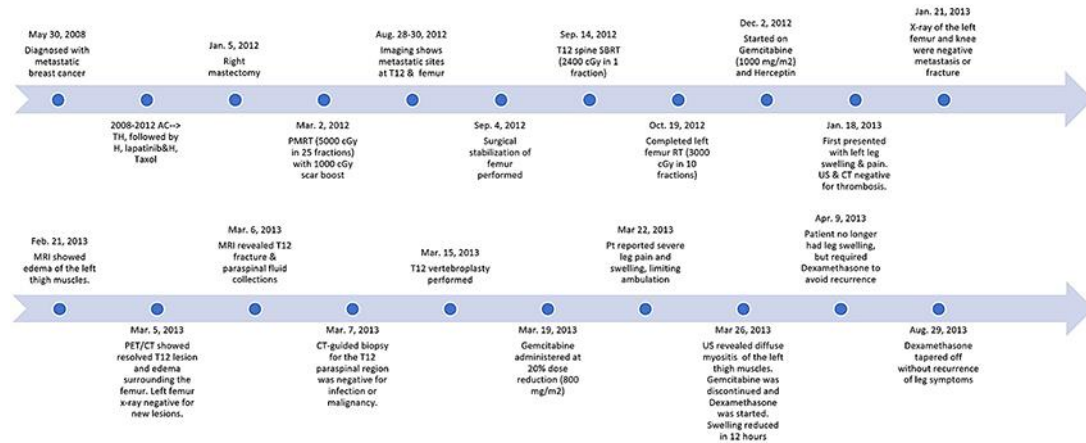 May 30, 2008
Diagnosed with
metastatic
breast cancer
2008-2012 AC-->
TH, followed by
H, lapatinib&H,
Taxol
Jan. 5, 2012
Right
mastectomy
Mar. 2, 2012
PMRT (5000 cGy
in 25 fractions)
with 1000 cGy
scar boost
Aug. 28-30, 2012
Imaging shows
metastatic sites
at T12 & femur
Sep. 4, 2012
Surgical
stabilization of
femur
performed
Sep. 14, 2012
T12 spine SBRT
(2400 cGy in 1
fraction)
Oct. 19, 2012
Completed left
femur RT (3000
cGy in 10
fractions)
Dec. 2, 2012
Started on
Gemcitabine
(1000 mg/m2)
and Herceptin
Jan. 18, 2013
First presented
with left leg
swelling & pain.
US & CT negative
for thrombosis.
Jan. 21, 2013
X-ray of the left
femur and knee
were negative
metastasis or
fracture
Feb. 21, 2013
MRI showed
edema of the left
thigh muscles.
Mar. 5, 2013
PET/CT showed
resolved T12 lesion
and edema
surrounding the
femur. Left femur
x-ray negative for
new lesions.
Mar. 6, 2013
MRI revealed T12
fracture &
paraspinal fluid
collections
Mar. 7, 2013
CT-guided biopsy
for the T12
paraspinal region
was negative for
infection or
malignancy.
Mar. 15, 2013
T12 vertebroplasty
performed
Mar. 19, 2013
Gemcitabine
administered at
20% dose
reduction (800
mg/m2)
Mar 22, 2013
Pt reported severe
leg pain and
swelling, limiting
ambulation
Mar 26, 2013
US revealed diffuse
myositis of the left
thigh muscles.
Gemcitabine was
discontinued and
Dexamethasone
was started.
Swelling reduced
in 12 hours
Apr. 9, 2013
Patient no longer
had leg swelling,
but required
Dexamethasone to
avoid recurrence
Aug. 29, 2013
Dexamethasone
tapered off
without recurrence
of leg symptoms